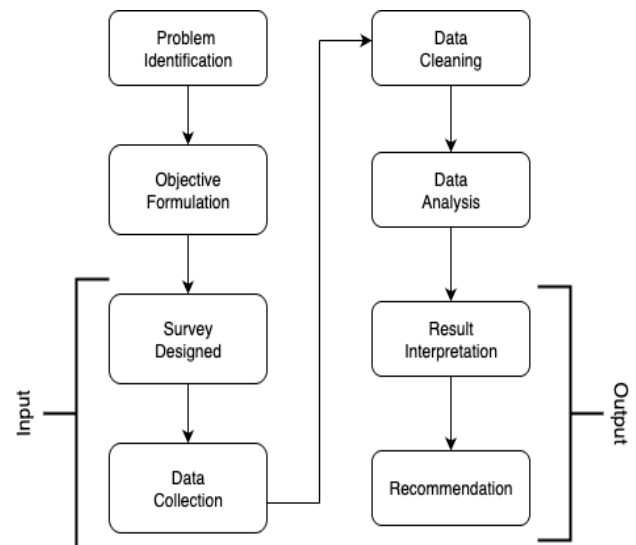 Problem
Identification
Objective
Formulation
Survey
Designed
Data
Collection
Input
Data
Cleaning
Data
Analysis
Result
Interpretation
Recommendation
Output